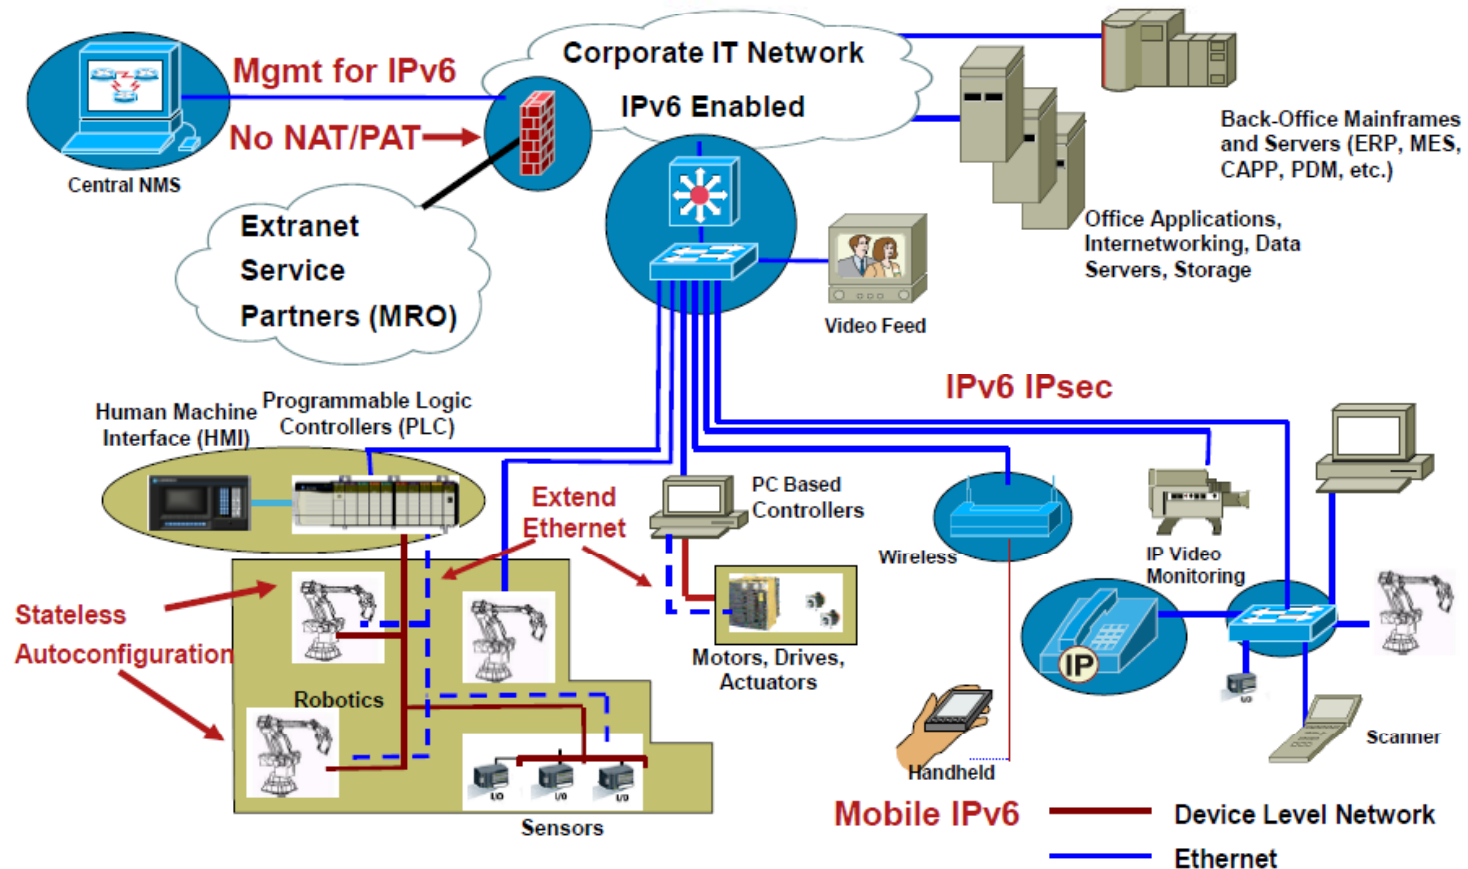 Corporate IT Network
IPv6 Enabled
Mgmt for IPv6
No NAT/PAT
Central NMS
Extranet
Service
Partners (MRO)
Back-Office Mainframes
and Servers (ERP, MES,
CAPP, PDM, etc.)
Office Applications,
Internetworking, Data
Servers, Storage
Video Feed
IPv6 IPsec
Human Machine
Interface (HMI)
Programmable Logic
Controllers (PLC)
Extend
Ethernet
PC Based
Controllers
Wireless
IP Video
Monitoring
Stateless
Autoconfiguration
Robotics
Motors, Drives,
Actuators
IP
S
Scanner
Handheld
I/O
I/O
I/O
Sensors
Mobile IPv6
Device Level Network
Ethernet